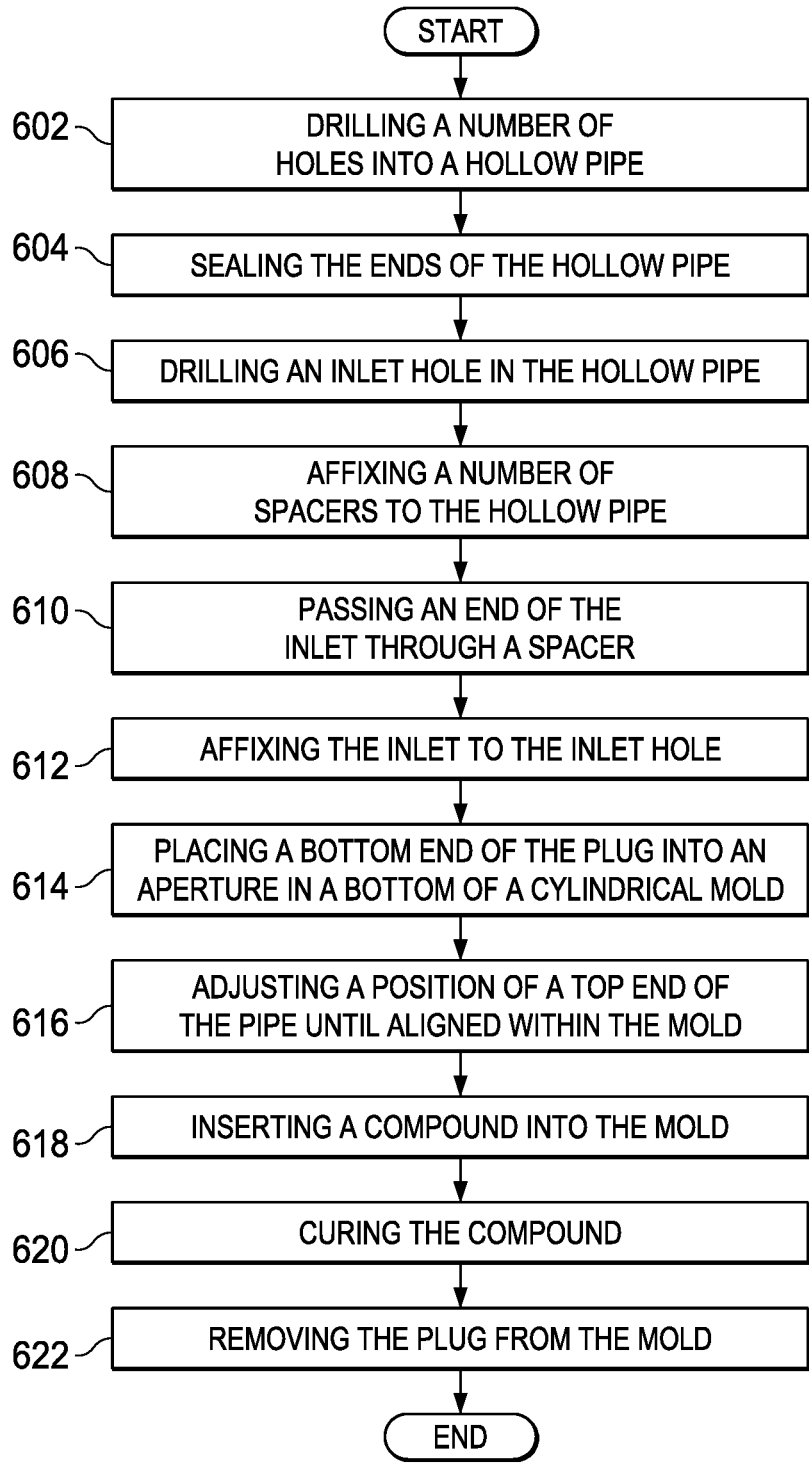 START
602
DRILLING A NUMBER OF
HOLES INTO A HOLLOW PIPE
604
SEALING THE ENDS OF THE HOLLOW PIPE
606
DRILLING AN INLET HOLE IN THE HOLLOW PIPE
608
AFFIXING A NUMBER OF
SPACERS TO THE HOLLOW PIPE
610
PASSING AN END OF THE
INLET THROUGH A SPACER
612
AFFIXING THE INLET TO THE INLET HOLE
614
PLACING A BOTTOM END OF THE PLUG INTO AN
APERTURE IN A BOTTOM OF A CYLINDRICAL MOLD
616
ADJUSTING A POSITION OF A TOP END OF
THE PIPE UNTIL ALIGNED WITHIN THE MOLD
618
INSERTING A COMPOUND INTO THE MOLD
620
CURING THE COMPOUND
622
REMOVING THE PLUG FROM THE MOLD
END